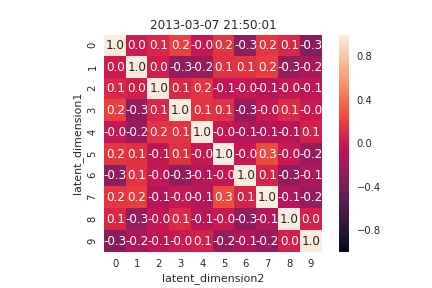 2013-03-07 21:50:01
latent_dimension1
0 1.0 0.0 0.1 0.2 -0.0 0.2 -0.3 0.2 0.1 -0.3
1 0.0 1.0 0.0 -0.3 -0.2 0.1 0.1 0.2 -0.3 -0.2
2 0.1 0.0 1.0 0.1 0.2 -0.1 -0.0 -0.1 -0.0 -0.1
3 0.2 -0.3 0.1 1.0 0.1 0.1 -0.3 -0.0 0.1 -0.0
4 -0.0 -0.2 0.2 0.1 1.0 -0.0 -0.1 -0.1 -0.1 0.1
5 0.2 0.1 -0.1 0.1 -0.0 1.0 -0.0 0.3 -0.0 -0.2
6 -0.3 0.1 -0.0 -0.3 -0.1 -0.0 1.0 0.1 -0.3 -0.1
7 0.2 0.2 -0.1 -0.0 -0.1 0.3 0.1 1.0 -0.1 -0.2
8 0.1 -0.3 -0.0 0.1 -0.1 -0.0 -0.3 -0.1 1.0 0.0
9 -0.3 -0.2 -0.1 -0.0 0.1 -0.2 -0.1 -0.2 0.0 1.0
0 1 2 3 4 5 6 7 8 9
latent_dimension2
0.8
0.4
0.0
−0.4
−0.8